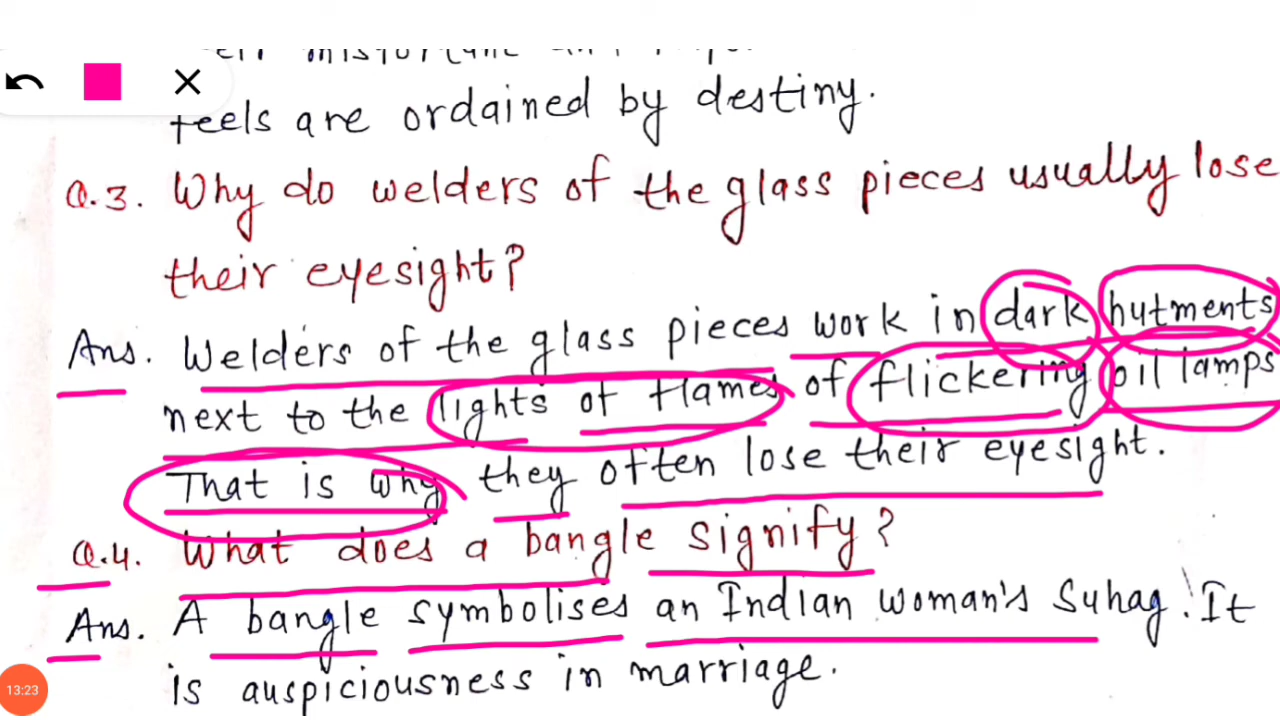 feels are ordained by destiny.
Q.3. Why do welders of the glass pieces usually lose
their eyesight?
Ans. Welders of the glass pieces work in dark hutments
next to the lights of flames of flickering oil lamps
That is why they often lose their eyesight.
Q.4. What does a bangle signify?
Ans. A bangle symbolises an Indian woman's Suhag. It
is auspiciousness in marriage.
13:23